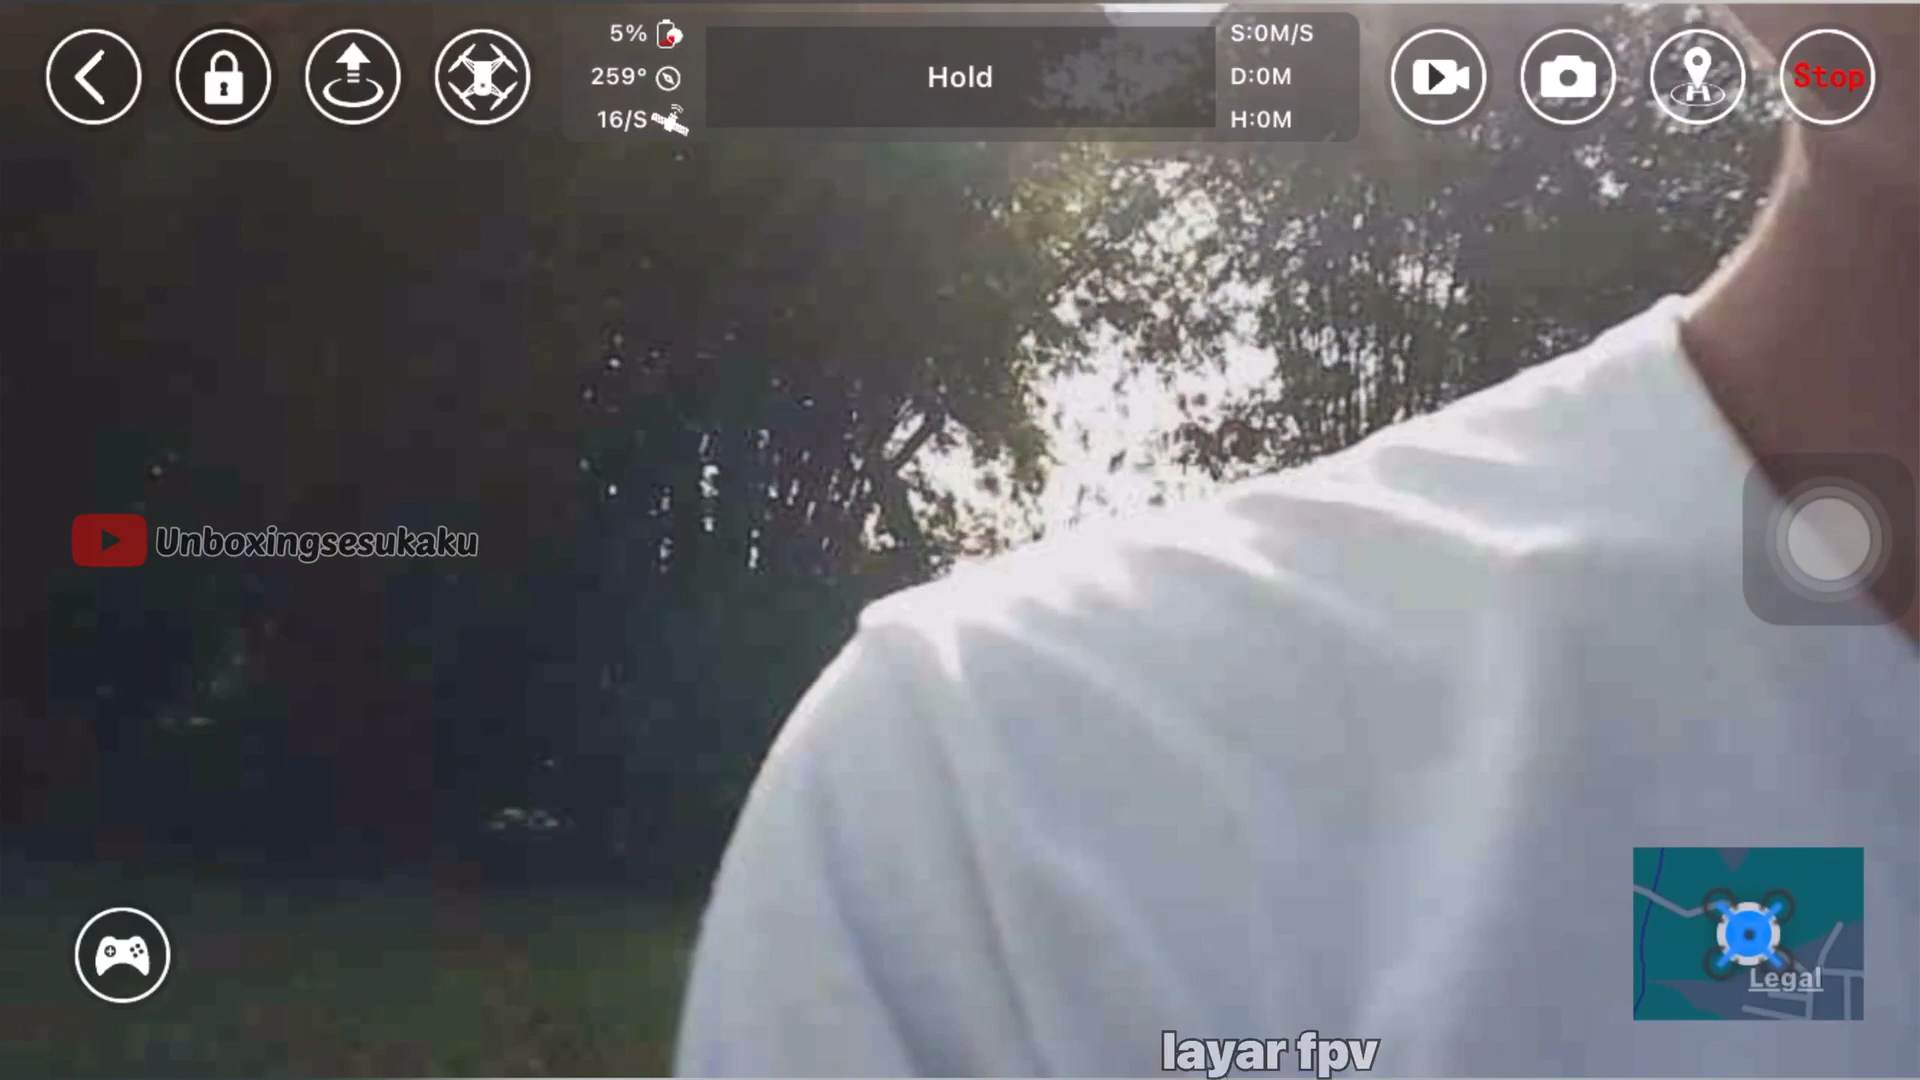 5%
259°
16/S
Hold
S:0M/S
D:0M
H:0M
Stop
Unboxingsesukaku
Legal
layar fpv